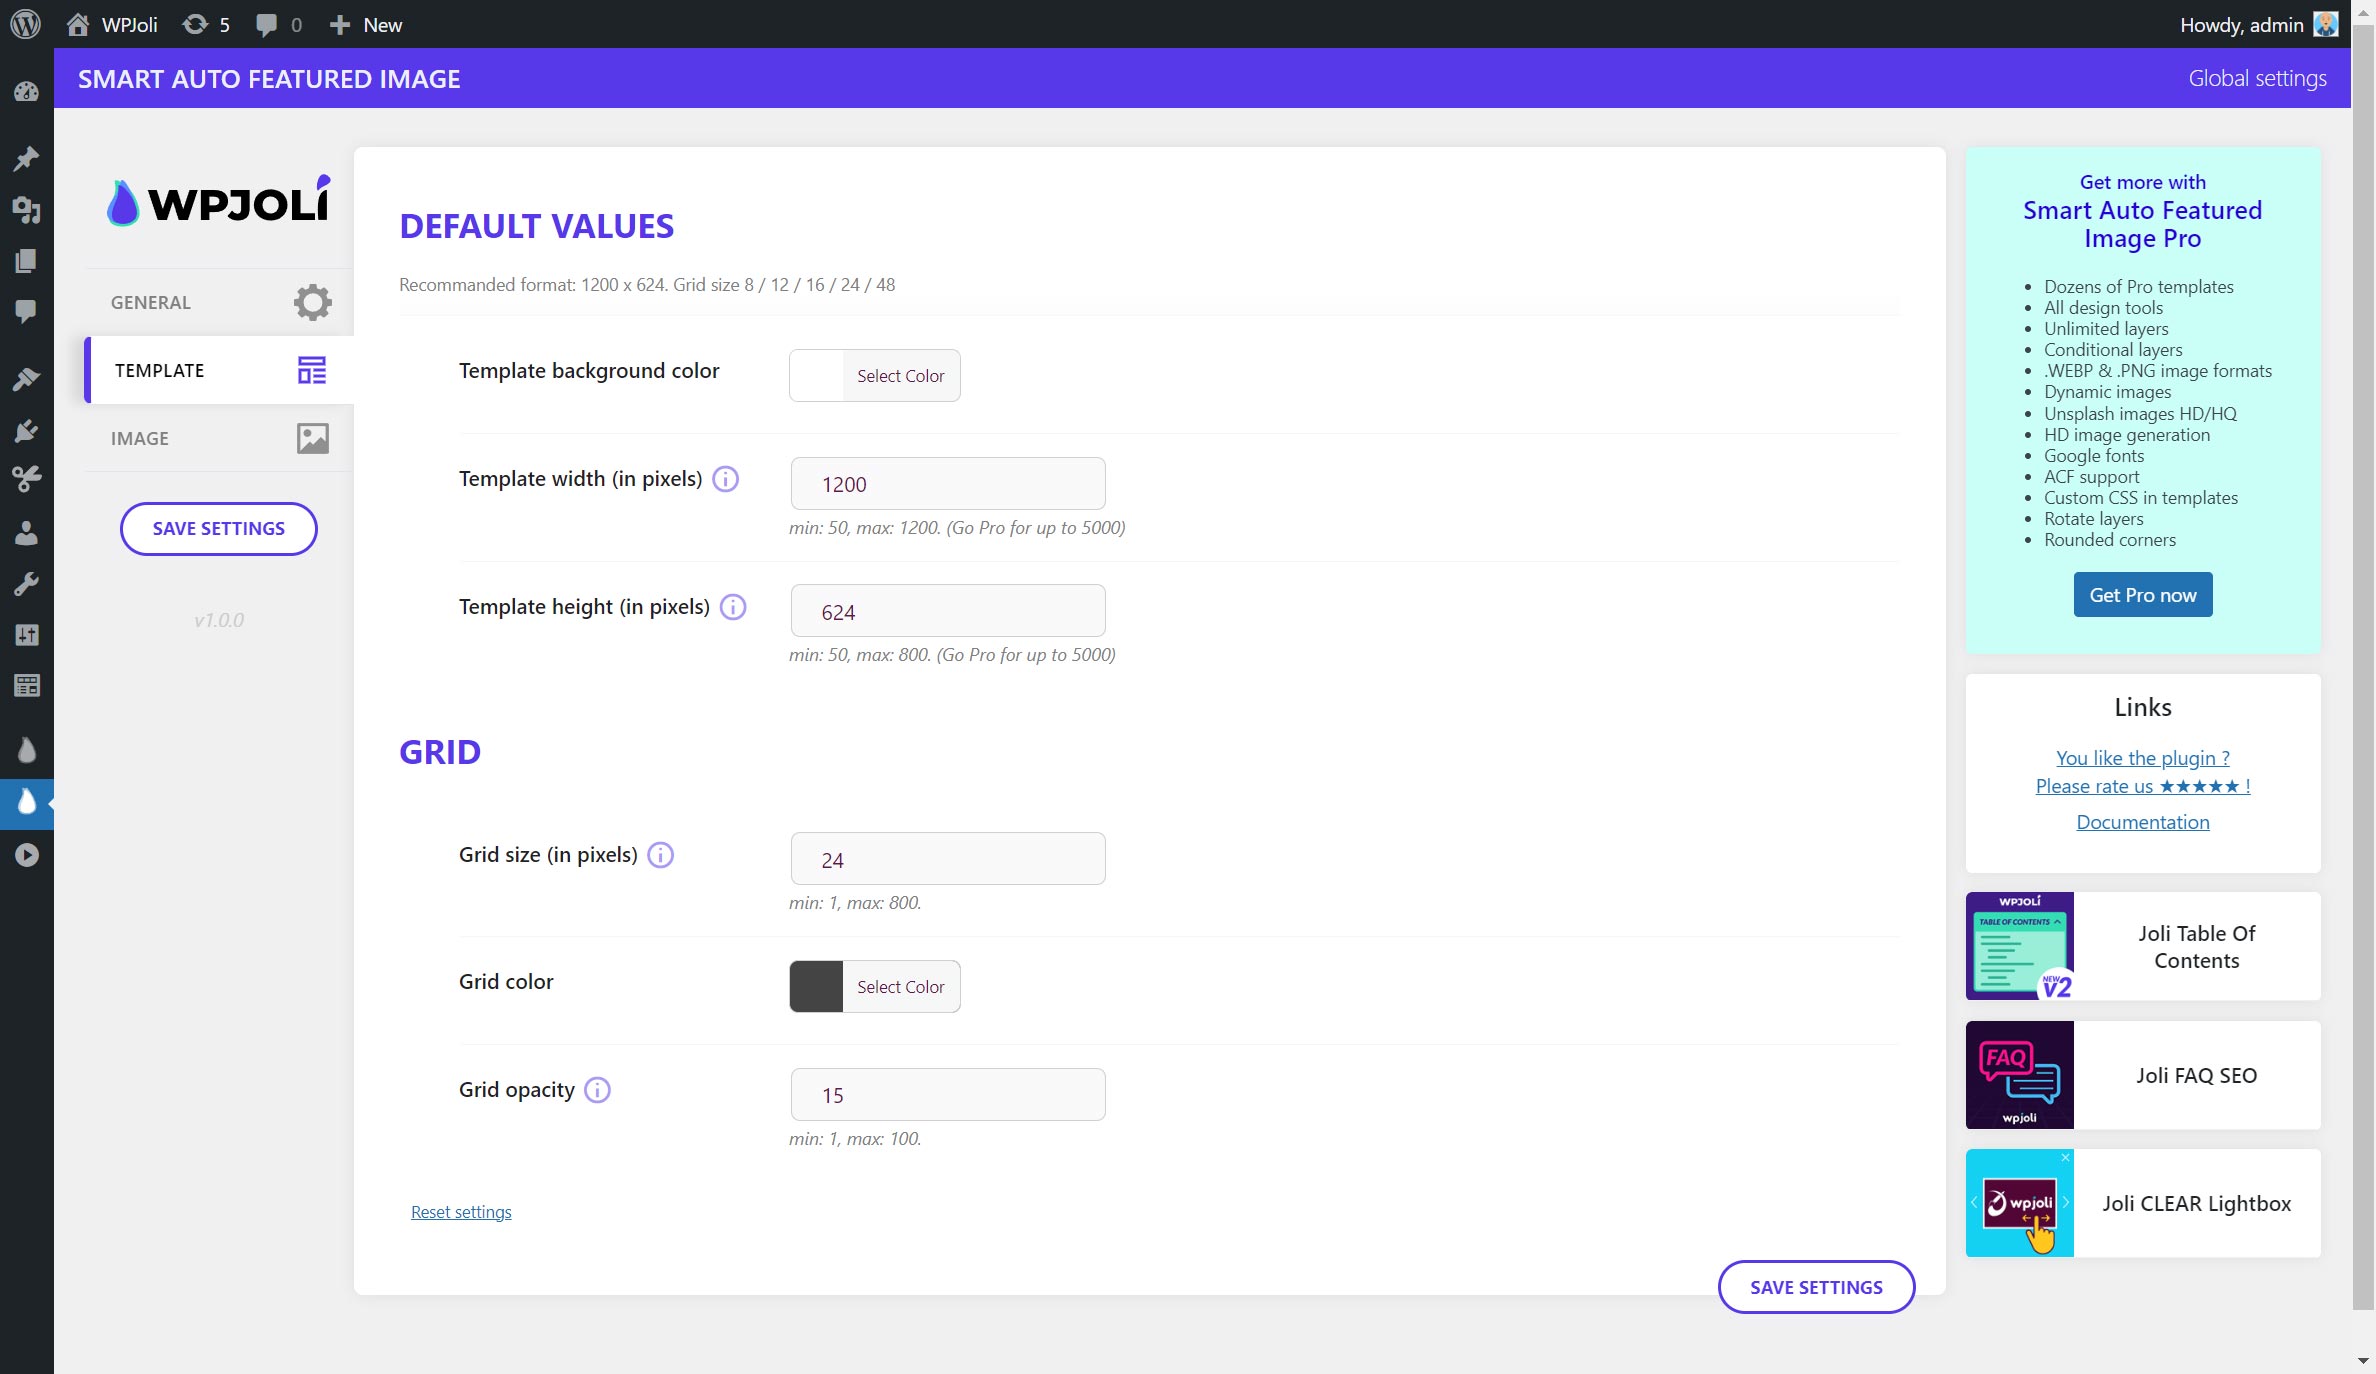 WPJoli 5 0 New Howdy, admin
SMART AUTO FEATURED IMAGE Global settings
WPJOLI
GENERAL
TEMPLATE
IMAGE
SAVE SETTINGS
v1.0.0
DEFAULT VALUES
Recommanded format: 1200 x 624. Grid size 8 / 12 / 16 / 24 / 48
Template background color Select Color
Template width (in pixels) 1200
min: 50, max: 1200. (Go Pro for up to 5000)
Template height (in pixels) 624
min: 50, max: 800. (Go Pro for up to 5000)
GRID
Grid size (in pixels) 24
min: 1, max: 800.
Grid color Select Color
Grid opacity 15
min: 1, max: 100.
Reset settings
SAVE SETTINGS
Get more with
Smart Auto Featured
Image Pro
• Dozens of Pro templates
• All design tools
• Unlimited layers
• Conditional layers
• .WEBP & .PNG image formats
• Dynamic images
• Unsplash images HD/HQ
• HD image generation
• Google fonts
• ACF support
• Custom CSS in templates
• Rotate layers
• Rounded corners
Get Pro now
Links
You like the plugin ?
Please rate us ★★★★★ !
Documentation
WPJOLI
TABLE OF CONTENTS
NEW
V2
Joli Table Of
Contents
FAQ
wpjoli
Joli FAQ SEO
wpjoli
Joli CLEAR Lightbox